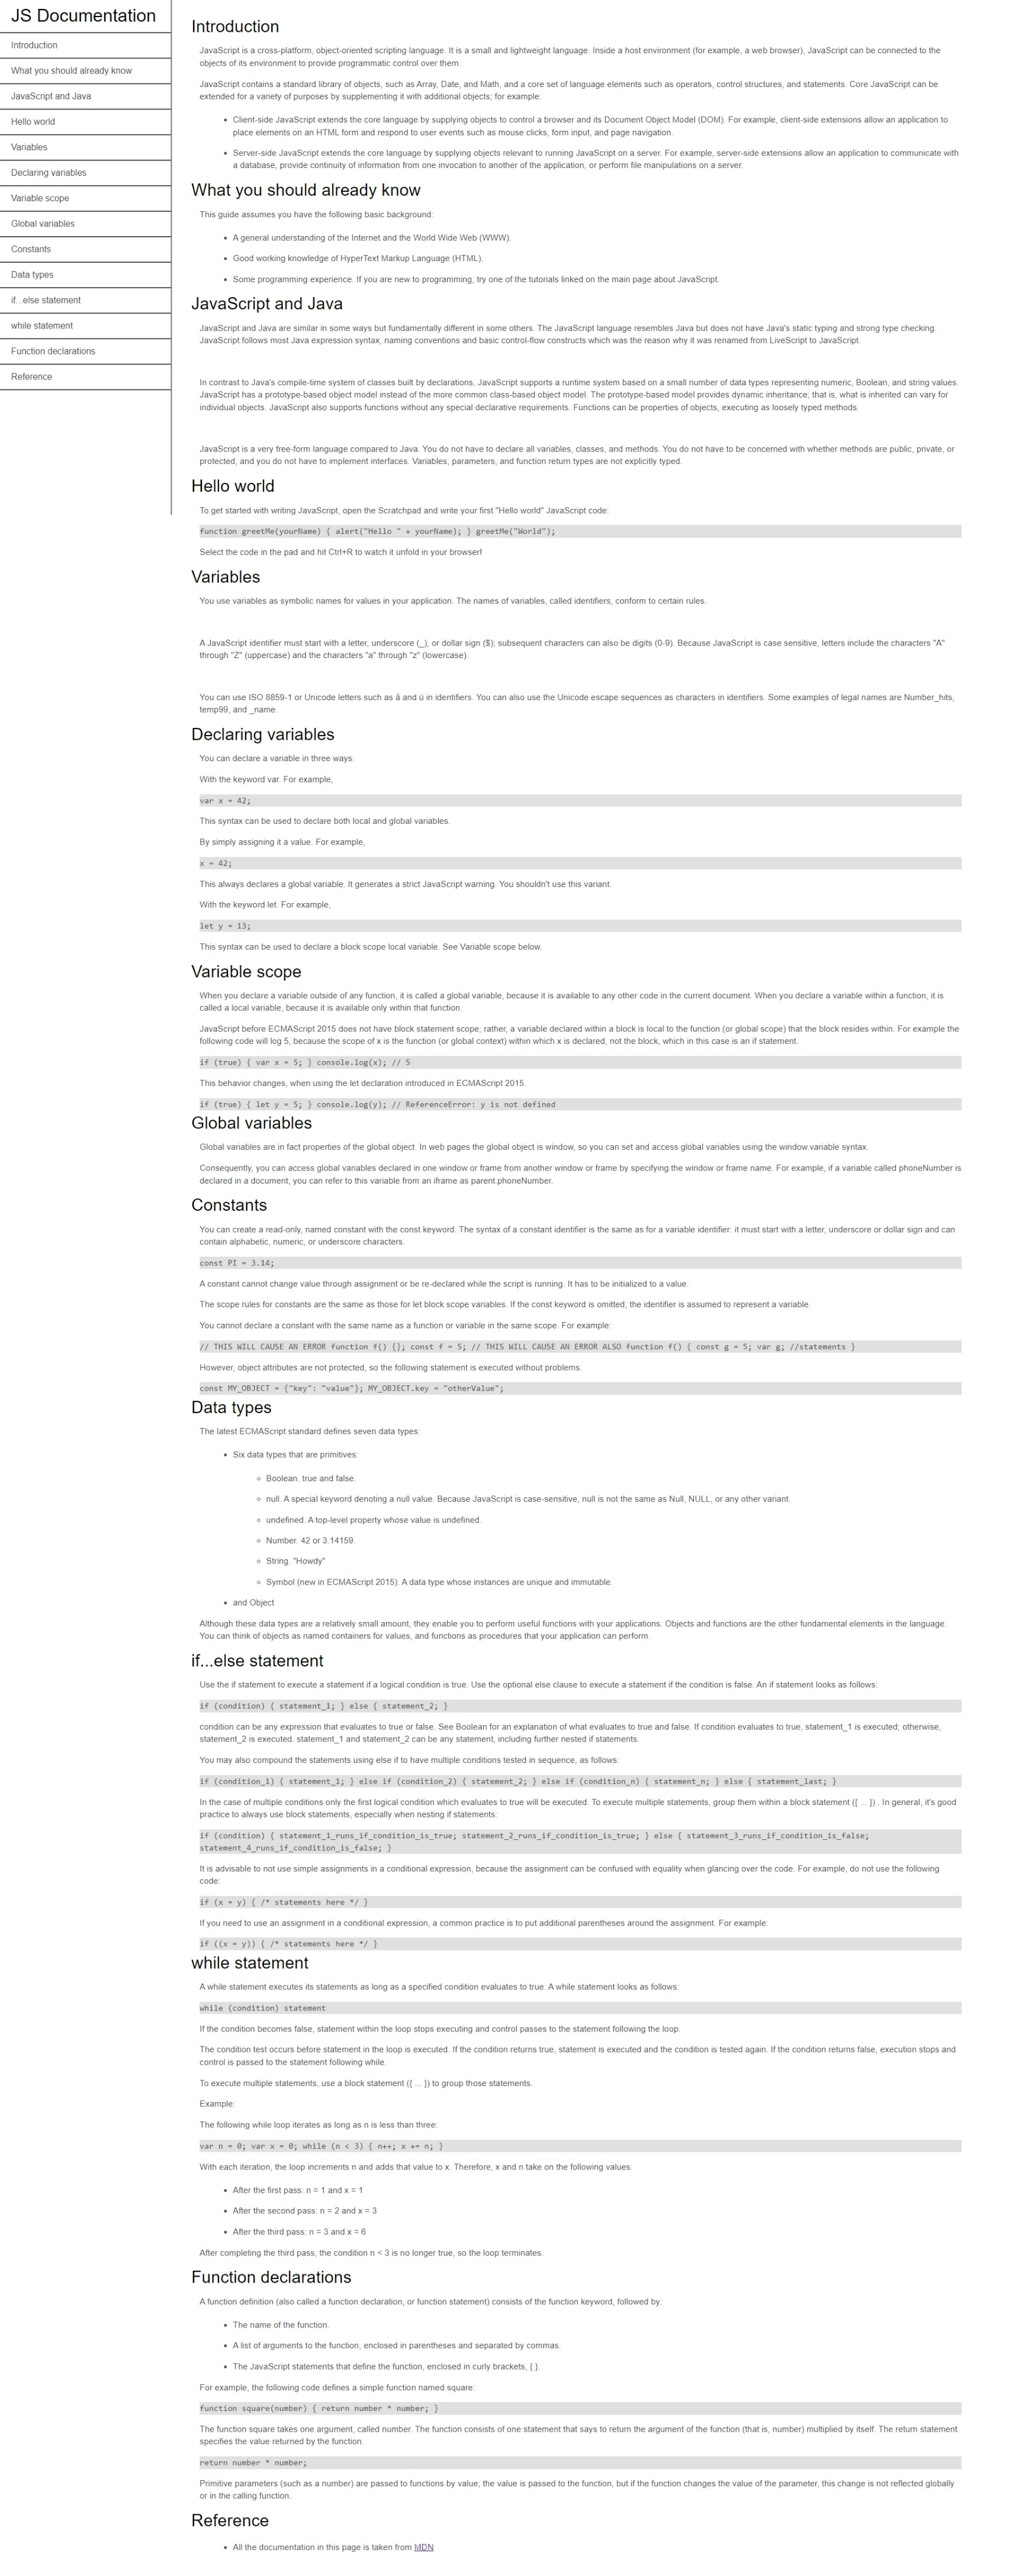 JS Documentation
Introduction
What you should already know
JavaScript and Java
Hello world
Variables
Declaring variables
Variable scope
Global variables
Constants
Data types
if...else statement
while statement
Function declarations
Reference
Introduction
JavaScript is a cross-platform, object-oriented scripting language. It is a small and lightweight language. Inside a host environment (for example, a web browser), JavaScript can be connected to the
objects of its environment to provide programmatic control over them.
JavaScript contains a standard library of objects, such as Array, Date, and Math, and a core set of language elements such as operators, control structures, and statements. Core JavaScript can be
extended for a variety of purposes by supplementing it with additional objects; for example:
• Client-side JavaScript extends the core language by supplying objects to control a browser and its Document Object Model (DOM). For example, client-side extensions allow an application to
place elements on an HTML form and respond to user events such as mouse clicks, form input, and page navigation.
• Server-side JavaScript extends the core language by supplying objects relevant to running JavaScript on a server. For example, server-side extensions allow an application to communicate with
a database, provide continuity of information from one invocation to another of the application, or perform file manipulations on a server.
What you should already know
This guide assumes you have the following basic background:
• A general understanding of the Internet and the World Wide Web (WWW).
• Good working knowledge of HyperText Markup Language (HTML).
• Some programming experience. If you are new to programming, try one of the tutorials linked on the main page about JavaScript.
JavaScript and Java
JavaScript and Java are similar in some ways but fundamentally different in some others. The JavaScript language resembles Java but does not have Java's static typing and strong type checking.
JavaScript follows most Java expression syntax, naming conventions and basic control-flow constructs which was the reason why it was renamed from LiveScript to JavaScript.
In contrast to Java's compile-time system of classes built by declarations, JavaScript supports a runtime system based on a small number of data types representing numeric, Boolean, and string values.
JavaScript has a prototype-based object model instead of the more common class-based object model. The prototype-based model provides dynamic inheritance; that is, what is inherited can vary for
individual objects. JavaScript also supports functions without any special declarative requirements. Functions can be properties of objects, executing as loosely typed methods.
JavaScript is a very free-form language compared to Java. You do not have to declare all variables, classes, and methods. You do not have to be concerned with whether methods are public, private, or
protected, and you do not have to implement interfaces. Variables, parameters, and function return types are not explicitly typed.
Hello world
To get started with writing JavaScript, open the Scratchpad and write your first "Hello world" JavaScript code:
function greetMe(yourName) { alert("Hello " + yourName); } greetMe("World");
Select the code in the pad and hit Ctrl+R to watch it unfold in your browser!
Variables
You use variables as symbolic names for values in your application. The names of variables, called identifiers, conform to certain rules.
A JavaScript identifier must start with a letter, underscore (_), or dollar sign ($); subsequent characters can also be digits (0-9). Because JavaScript is case sensitive, letters include the characters "A"
through "Z" (uppercase) and the characters "a" through "z" (lowercase).
You can use ISO 8859-1 or Unicode letters such as å and ü in identifiers. You can also use the Unicode escape sequences as characters in identifiers. Some examples of legal names are Number_hits,
temp99, and _name.
Declaring variables
You can declare a variable in three ways:
With the keyword var. For example,
var x = 42;
This syntax can be used to declare both local and global variables.
By simply assigning it a value. For example,
x = 42;
This always declares a global variable. It generates a strict JavaScript warning. You shouldn't use this variant.
With the keyword let. For example,
let y = 13;
This syntax can be used to declare a block scope local variable. See Variable scope below.
Variable scope
When you declare a variable outside of any function, it is called a global variable, because it is available to any other code in the current document. When you declare a variable within a function, it is
called a local variable, because it is available only within that function.
JavaScript before ECMAScript 2015 does not have block statement scope; rather, a variable declared within a block is local to the function (or global scope) that the block resides within. For example the
following code will log 5, because the scope of x is the function (or global context) within which x is declared, not the block, which in this case is an if statement.
if (true) { var x = 5; } console.log(x); // 5
This behavior changes, when using the let declaration introduced in ECMAScript 2015.
if (true) { let y = 5; } console.log(y); // ReferenceError: y is not defined
Global variables
Global variables are in fact properties of the global object. In web pages the global object is window, so you can set and access global variables using the window.variable syntax.
Consequently, you can access global variables declared in one window or frame from another window or frame by specifying the window or frame name. For example, if a variable called phoneNumber is
declared in a document, you can refer to this variable from an iframe as parent.phoneNumber.
Constants
You can create a read-only, named constant with the const keyword. The syntax of a constant identifier is the same as for a variable identifier: it must start with a letter, underscore or dollar sign and can
contain alphabetic, numeric, or underscore characters.
const PI = 3.14;
A constant cannot change value through assignment or be re-declared while the script is running. It has to be initialized to a value.
The scope rules for constants are the same as those for let block scope variables. If the const keyword is omitted, the identifier is assumed to represent a variable.
You cannot declare a constant with the same name as a function or variable in the same scope. For example:
// THIS WILL CAUSE AN ERROR function f() {}; const f = 5; // THIS WILL CAUSE AN ERROR ALSO function f() { const g = 5; var g; //statements }
However, object attributes are not protected, so the following statement is executed without problems.
const MY_OBJECT = {"key": "value"}; MY_OBJECT.key = "otherValue";
Data types
The latest ECMAScript standard defines seven data types:
• Six data types that are primitives:
◦ Boolean. true and false.
◦ null. A special keyword denoting a null value. Because JavaScript is case-sensitive, null is not the same as Null, NULL, or any other variant.
◦ undefined. A top-level property whose value is undefined.
◦ Number. 42 or 3.14159.
◦ String. "Howdy"
◦ Symbol (new in ECMAScript 2015). A data type whose instances are unique and immutable.
• and Object
Although these data types are a relatively small amount, they enable you to perform useful functions with your applications. Objects and functions are the other fundamental elements in the language.
You can think of objects as named containers for values, and functions as procedures that your application can perform.
if...else statement
Use the if statement to execute a statement if a logical condition is true. Use the optional else clause to execute a statement if the condition is false. An if statement looks as follows:
if (condition) { statement_1; } else { statement_2; }
condition can be any expression that evaluates to true or false. See Boolean for an explanation of what evaluates to true and false. If condition evaluates to true, statement_1 is executed; otherwise,
statement_2 is executed. statement_1 and statement_2 can be any statement, including further nested if statements.
You may also compound the statements using else if to have multiple conditions tested in sequence, as follows:
if (condition_1) { statement_1; } else if (condition_2) { statement_2; } else if (condition_n) { statement_n; } else { statement_last; }
In the case of multiple conditions only the first logical condition which evaluates to true will be executed. To execute multiple statements, group them within a block statement ({ ... }) . In general, it's good
practice to always use block statements, especially when nesting if statements:
if (condition) { statement_1_runs_if_condition_is_true; statement_2_runs_if_condition_is_true; } else { statement_3_runs_if_condition_is_false;
statement_4_runs_if_condition_is_false; }
It is advisable to not use simple assignments in a conditional expression, because the assignment can be confused with equality when glancing over the code. For example, do not use the following
code:
if (x = y) { /* statements here */ }
If you need to use an assignment in a conditional expression, a common practice is to put additional parentheses around the assignment. For example:
if ((x = y)) { /* statements here */ }
while statement
A while statement executes its statements as long as a specified condition evaluates to true. A while statement looks as follows:
while (condition) statement
If the condition becomes false, statement within the loop stops executing and control passes to the statement following the loop.
The condition test occurs before statement in the loop is executed. If the condition returns true, statement is executed and the condition is tested again. If the condition returns false, execution stops and
control is passed to the statement following while.
To execute multiple statements, use a block statement ({ ... }) to group those statements.
Example:
The following while loop iterates as long as n is less than three:
var n = 0; var x = 0; while (n < 3) { n++; x += n; }
With each iteration, the loop increments n and adds that value to x. Therefore, x and n take on the following values:
• After the first pass: n = 1 and x = 1
• After the second pass: n = 2 and x = 3
• After the third pass: n = 3 and x = 6
After completing the third pass, the condition n < 3 is no longer true, so the loop terminates.
Function declarations
A function definition (also called a function declaration, or function statement) consists of the function keyword, followed by:
• The name of the function.
• A list of arguments to the function, enclosed in parentheses and separated by commas.
• The JavaScript statements that define the function, enclosed in curly brackets, { }.
For example, the following code defines a simple function named square:
function square(number) { return number * number; }
The function square takes one argument, called number. The function consists of one statement that says to return the argument of the function (that is, number) multiplied by itself. The return statement
specifies the value returned by the function.
return number * number;
Primitive parameters (such as a number) are passed to functions by value; the value is passed to the function, but if the function changes the value of the parameter, this change is not reflected globally
or in the calling function.
Reference
• All the documentation in this page is taken from MDN